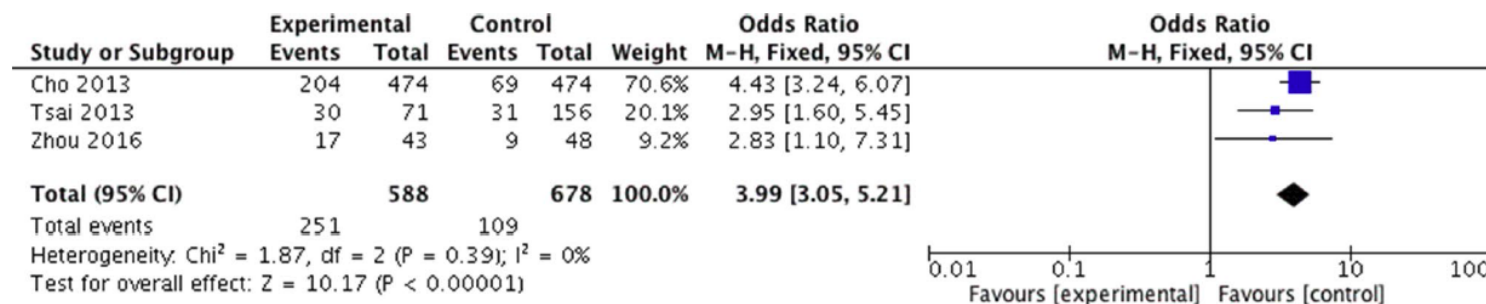 Experimental Control Odds Ratio Odds Ratio
Study or Subgroup Events Total Events Total Weight M-H, Fixed, 95% CI M-H, Fixed, 95% CI
Cho 2013 204 474 69 474 70.6% 4.43 [3.24, 6.07]
Tsai 2013 30 71 31 156 20.1% 2.95 [1.60, 5.45]
Zhou 2016 17 43 9 48 9.2% 2.83 [1.10, 7.31]
Total (95% CI) 588 678 100.0% 3.99 [3.05, 5.21]
Total events 251 109
Heterogeneity: Chi² = 1.87, df = 2 (P = 0.39); I² = 0%
Test for overall effect: Z = 10.17 (P < 0.00001)
0.01 0.1 1 10 100
Favours [experimental] Favours [control]